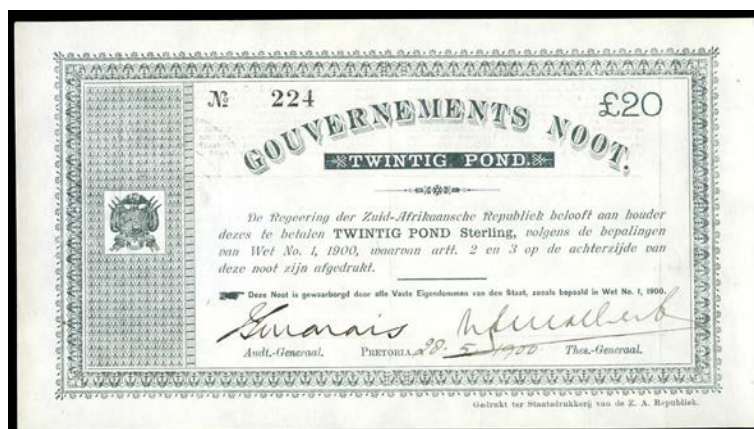 № 224 £20
GOUVERNEMENTS NOOT.
TWINTIG POND.
De Regeering der Zuid-Afrikaansche Republiek belooft aan houder
dezes te betalen TWINTIG POND Sterling, volgens de bepalingen
van Wet No. 1, 1900, waarvan artt. 2 en 3 op de achterzijde van
deze noot zijn afgedrukt.
Deze Noot is gewaarborgd door alle Vaste Eigendommen van den Staat, zooals bepaald in Wet No. 1, 1900.
Audt.-Generaal. PRETORIA, 28. 5. 1900 Thes.-Generaal.
Gedrukt ter Staatsdrukkerij van de Z. A. Republiek.